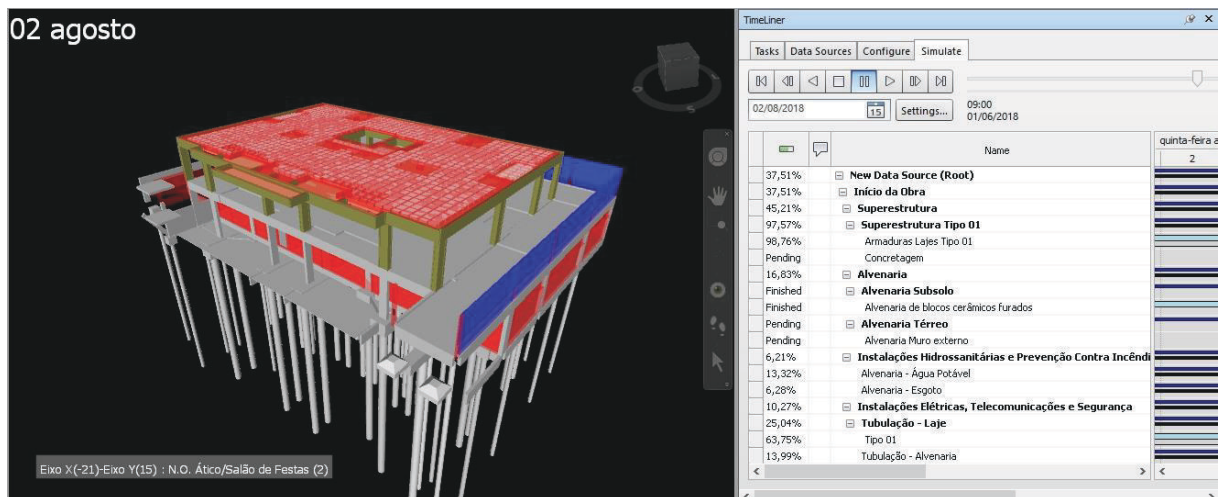 02 agosto
Eixo X(-21)-Eixo Y(15) : N.O. Ático/Salão de Festas (2)
TimeLiner
Tasks Data Sources Configure Simulate
02/08/2018 15 Settings... 09:00
01/06/2018
Name quinta-feira a
2
37,51% New Data Source (Root)
37,51% Início da Obra
45,21% Superestrutura
97,57% Superestrutura Tipo 01
98,76% Armaduras Lajes Tipo 01
Pending Concretagem
16,83% Alvenaria
Finished Alvenaria Subsolo
Finished Alvenaria de blocos cerâmicos furados
Pending Alvenaria Térreo
Pending Alvenaria Muro externo
6,21% Instalações Hidrossanitárias e Prevenção Contra Incêndi
13,32% Alvenaria - Água Potável
6,28% Alvenaria - Esgoto
10,27% Instalações Elétricas, Telecomunicações e Segurança
25,04% Tubulação - Laje
63,75% Tipo 01
13,99% Tubulação - Alvenaria